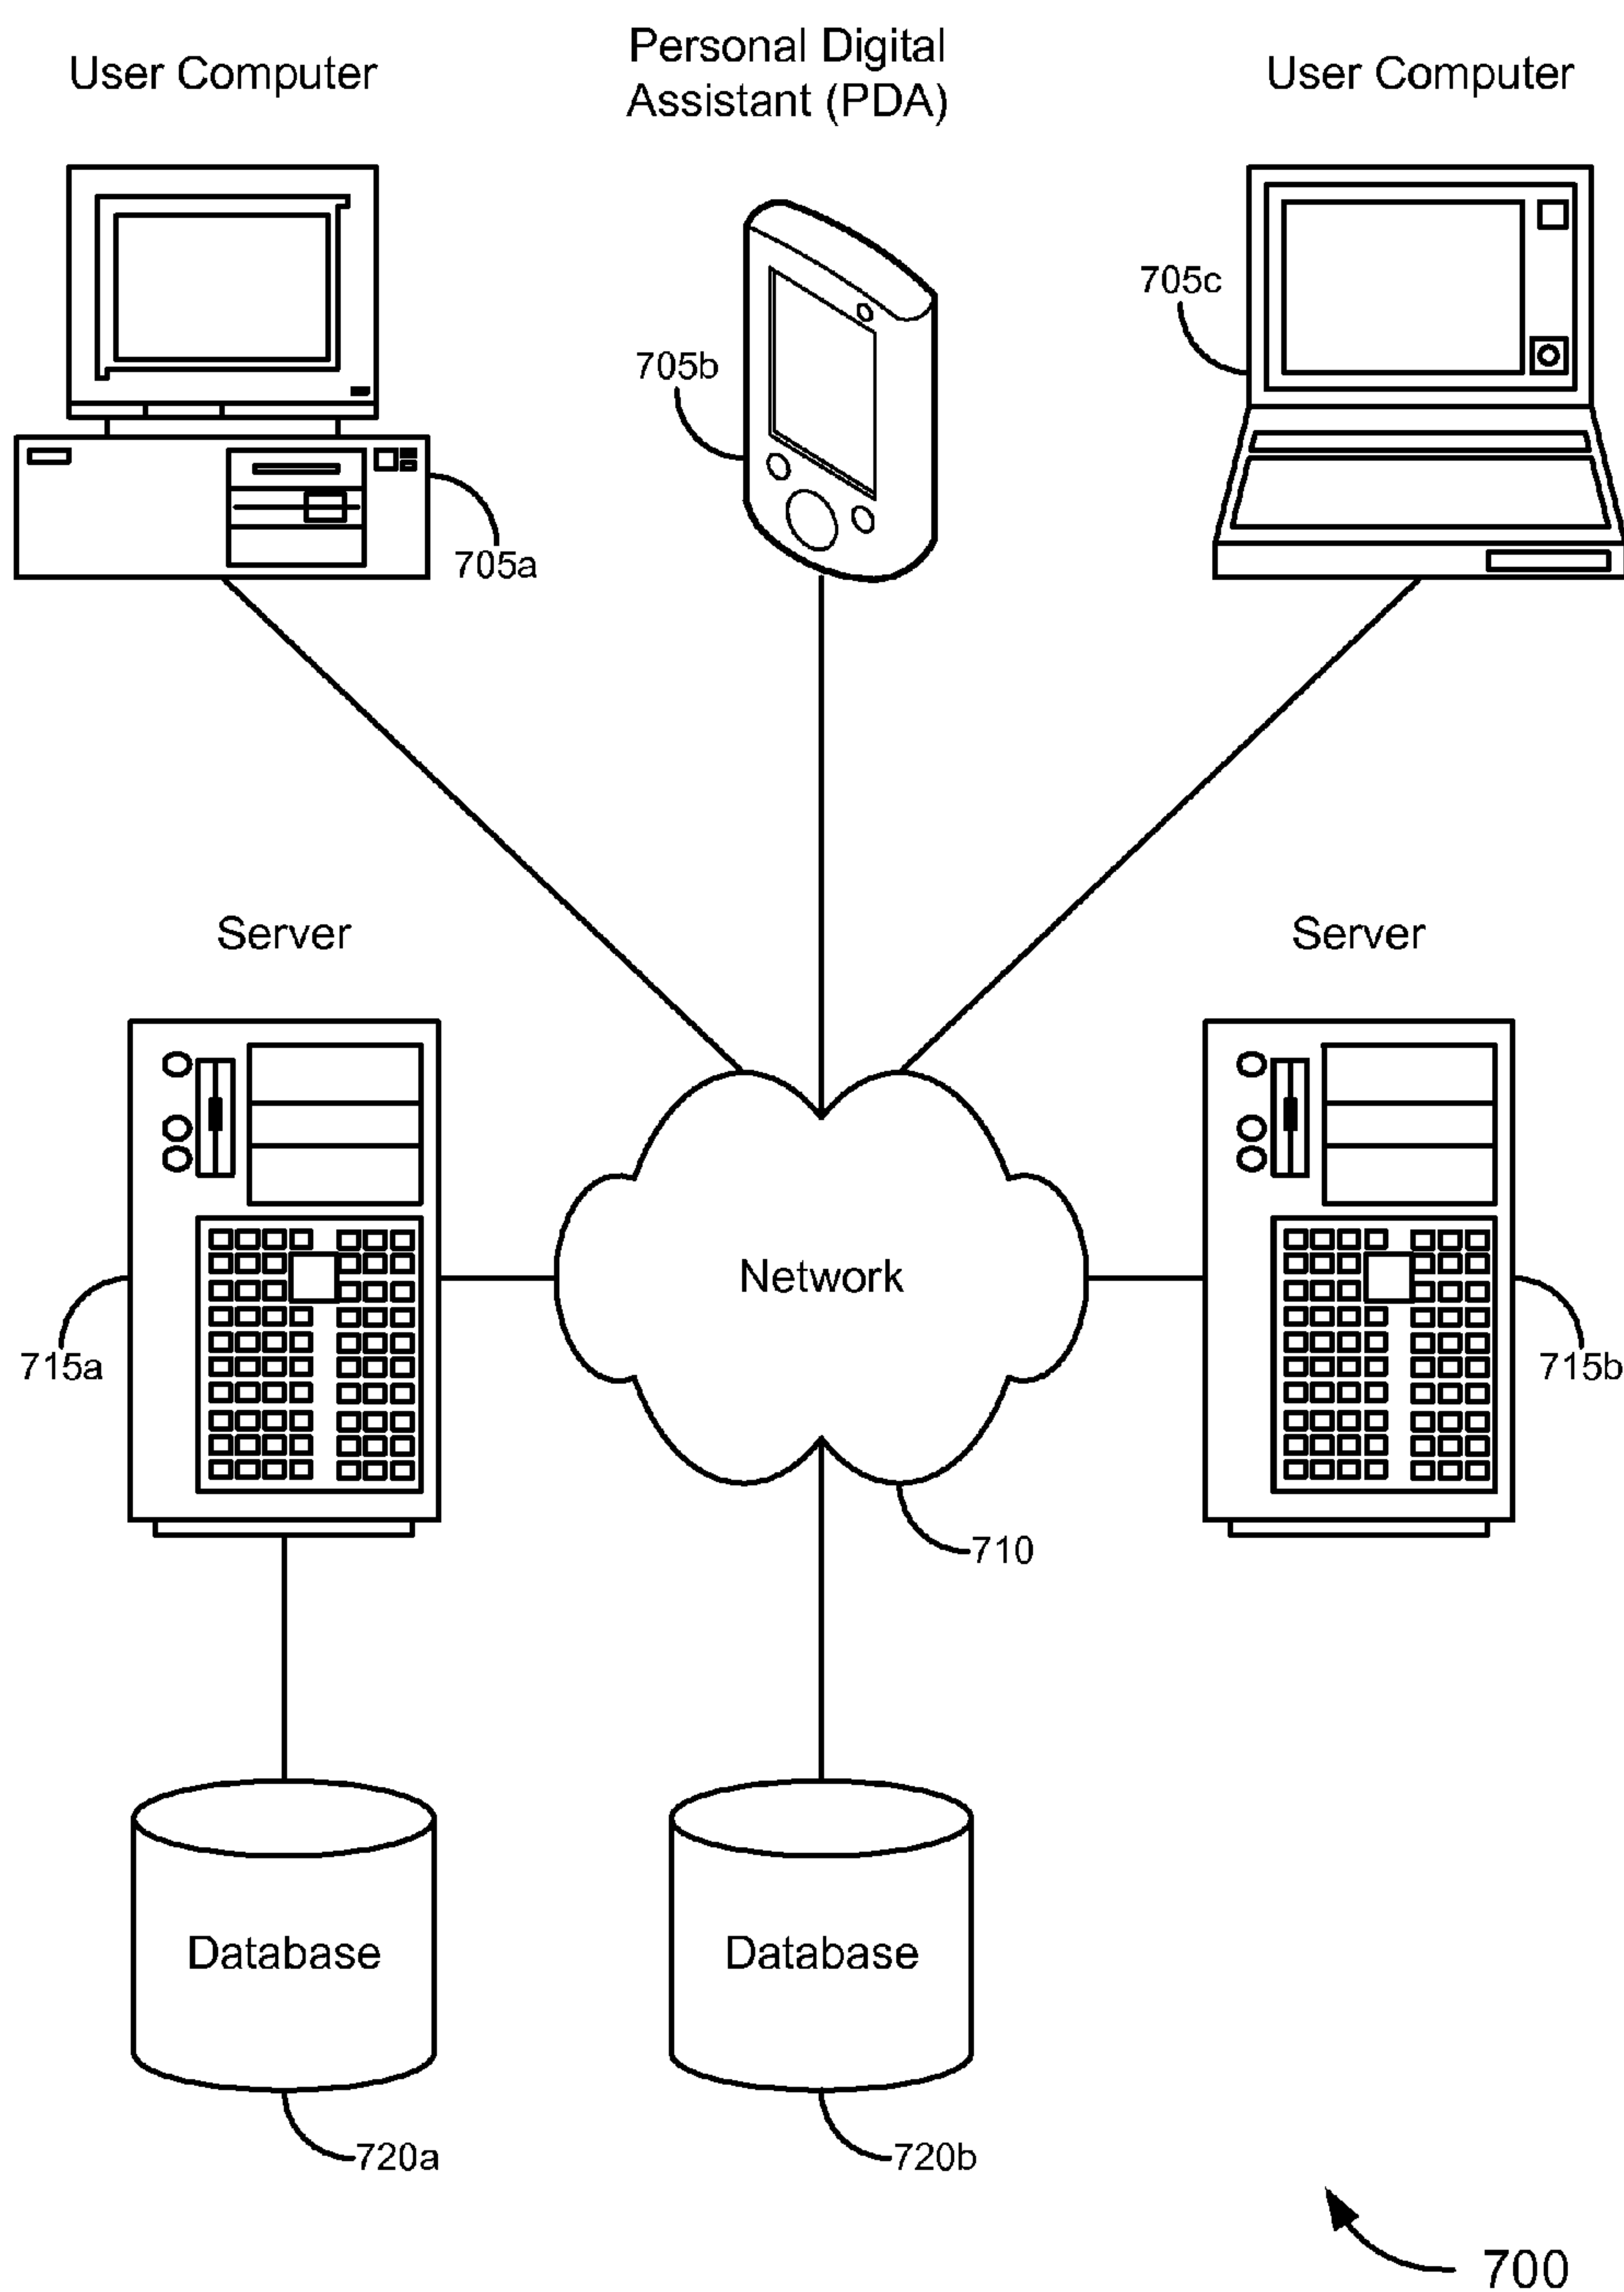 User Computer
Personal Digital
Assistant (PDA)
User Computer
705c
705b
705a
Server
Server
Network
715a
715b
710
Database
Database
720a
720b
700